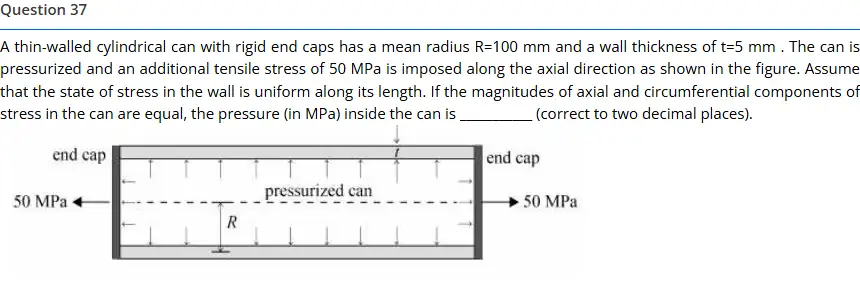 Question 37
A thin-walled cylindrical can with rigid end caps has a mean radius R=100 mm and a wall thickness of t=5 mm . The can is
pressurized and an additional tensile stress of 50 MPa is imposed along the axial direction as shown in the figure. Assume
that the state of stress in the wall is uniform along its length. If the magnitudes of axial and circumferential components of
stress in the can are equal, the pressure (in MPa) inside the can is __________ (correct to two decimal places).
t
end cap
end cap
pressurized can
50 MPa
50 MPa
R